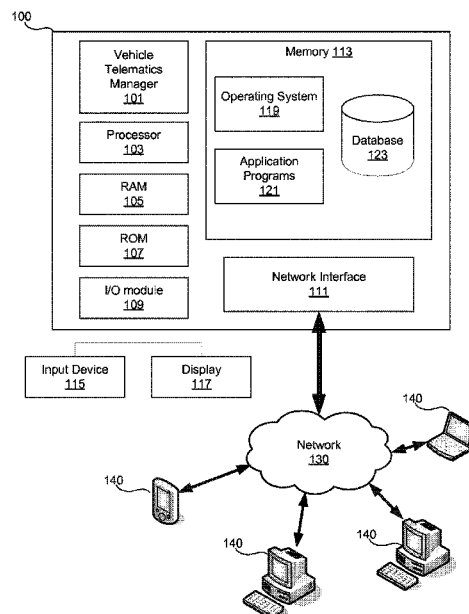 100
Vehicle
Telematics
Manager
101
Processor
103
RAM
105
ROM
107
I/O module
109
Memory 113
Operating System
119
Application
Programs
121
Database
123
Network Interface
111
Input Device
115
Display
117
Network
130
140
140
140
140